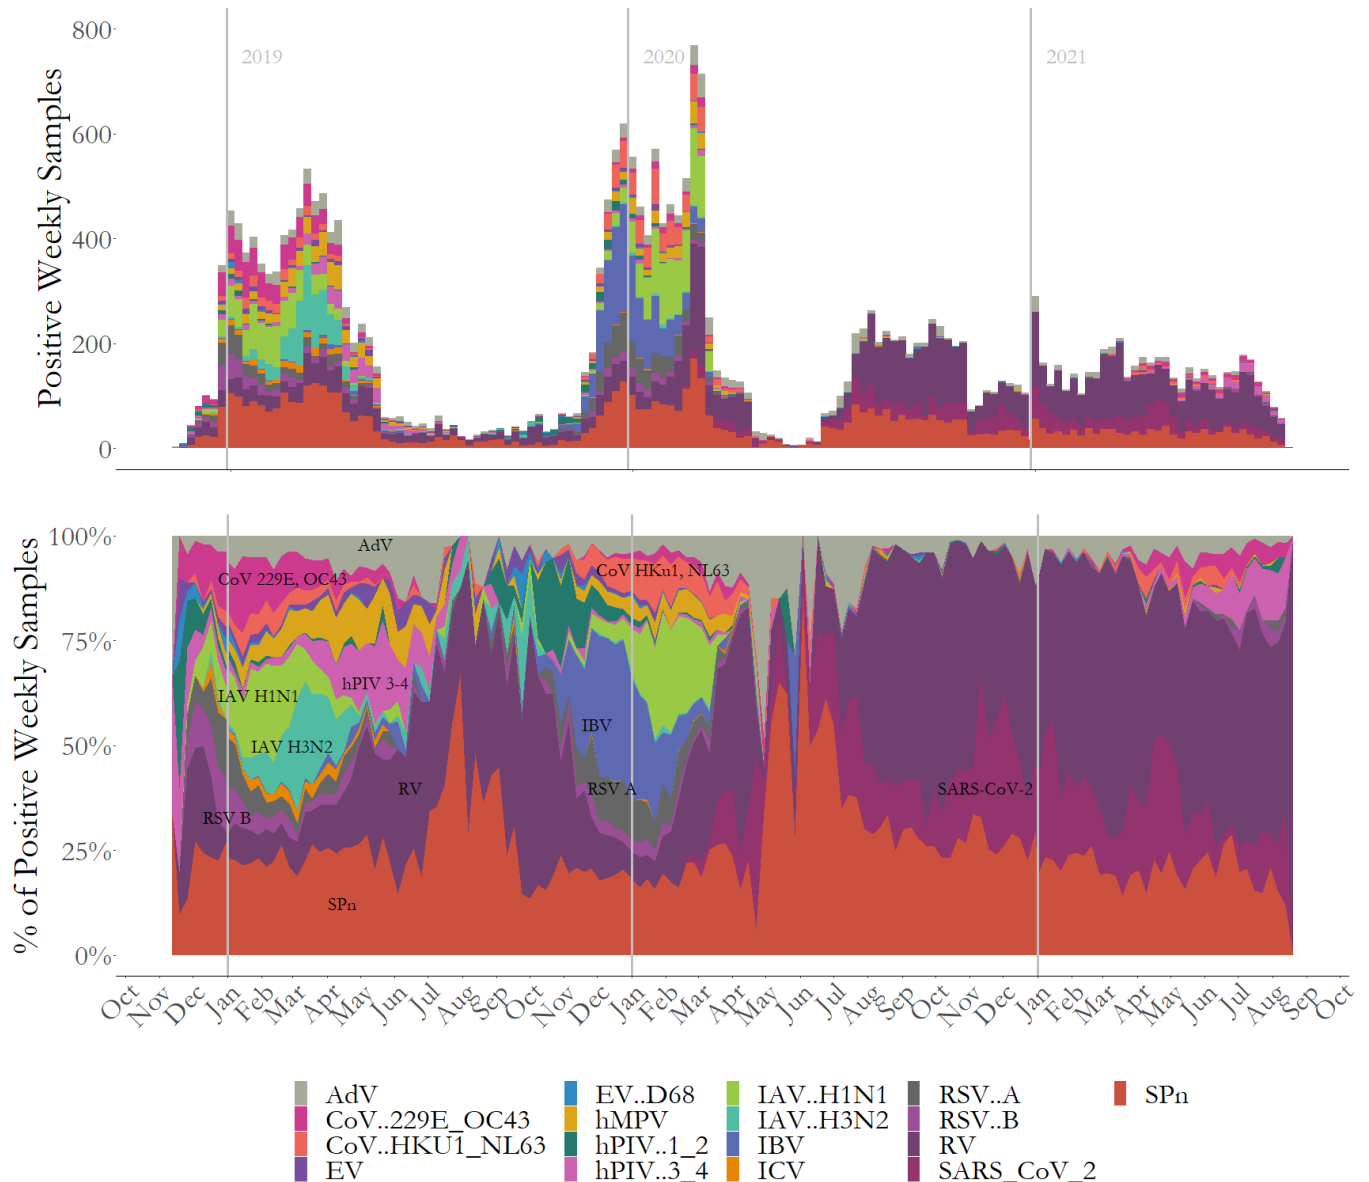 800
2019
2020
2021
600
400
200
0
Positive Weekly Samples
100%
AdV
CoV 229E, OC43
CoV HKu1, NL63
75%
hPIV 3-4
IAV H1N1
IAV H3N2
IBV
50%
RV
RSV A
SARS-CoV-2
RSV B
25%
SPn
0%
% of Positive Weekly Samples
Oct Nov Dec Jan Feb Mar Apr May Jun Jul Aug Sep Oct Nov Dec Jan Feb Mar Apr May Jun Jul Aug Sep Oct Nov Dec Jan Feb Mar Apr May Jun Jul Aug Sep Oct
AdV EV..D68 IAV..H1N1 RSV..A SPn
CoV..229E_OC43 hMPV IAV..H3N2 RSV..B
CoV..HKU1_NL63 hPIV..1_2 IBV RV
EV hPIV..3_4 ICV SARS_CoV_2